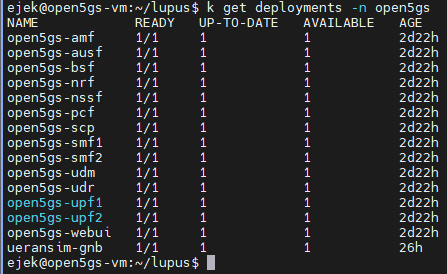 ejek@open5gs-vm:~/lupus$ k get deployments -n open5gs
NAME READY UP-TO-DATE AVAILABLE AGE
open5gs-amf 1/1 1 1 2d22h
open5gs-ausf 1/1 1 1 2d22h
open5gs-bsf 1/1 1 1 2d22h
open5gs-nrf 1/1 1 1 2d22h
open5gs-nssf 1/1 1 1 2d22h
open5gs-pcf 1/1 1 1 2d22h
open5gs-scp 1/1 1 1 2d22h
open5gs-smf1 1/1 1 1 2d22h
open5gs-smf2 1/1 1 1 2d22h
open5gs-udm 1/1 1 1 2d22h
open5gs-udr 1/1 1 1 2d22h
open5gs-upf1 1/1 1 1 2d22h
open5gs-upf2 1/1 1 1 2d22h
open5gs-webui 1/1 1 1 2d22h
ueransim-gnb 1/1 1 1 26h
ejek@open5gs-vm:~/lupus$